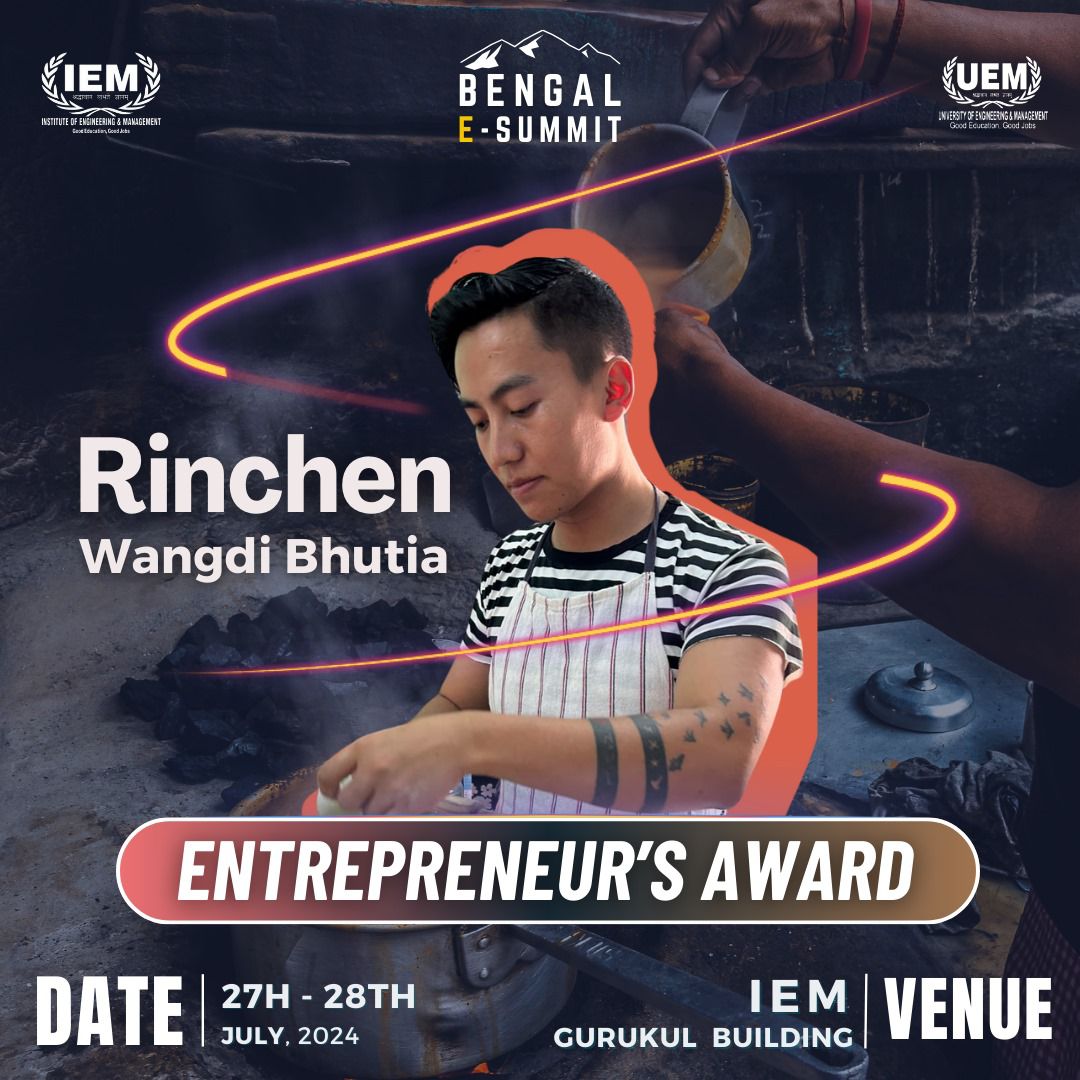 IEM
INSTITUTE OF ENGINEERING & MANAGEMENT
Good Education, Good Jobs
BENGAL
E-SUMMIT
UEM
UNIVERSITY OF ENGINEERING & MANAGEMENT
Good Education, Good Jobs
Rinchen
Wangdi Bhutia
ENTREPRENEUR'S AWARD
DATE
27H - 28TH
JULY, 2024
IEM
GURUKUL BUILDING
VENUE